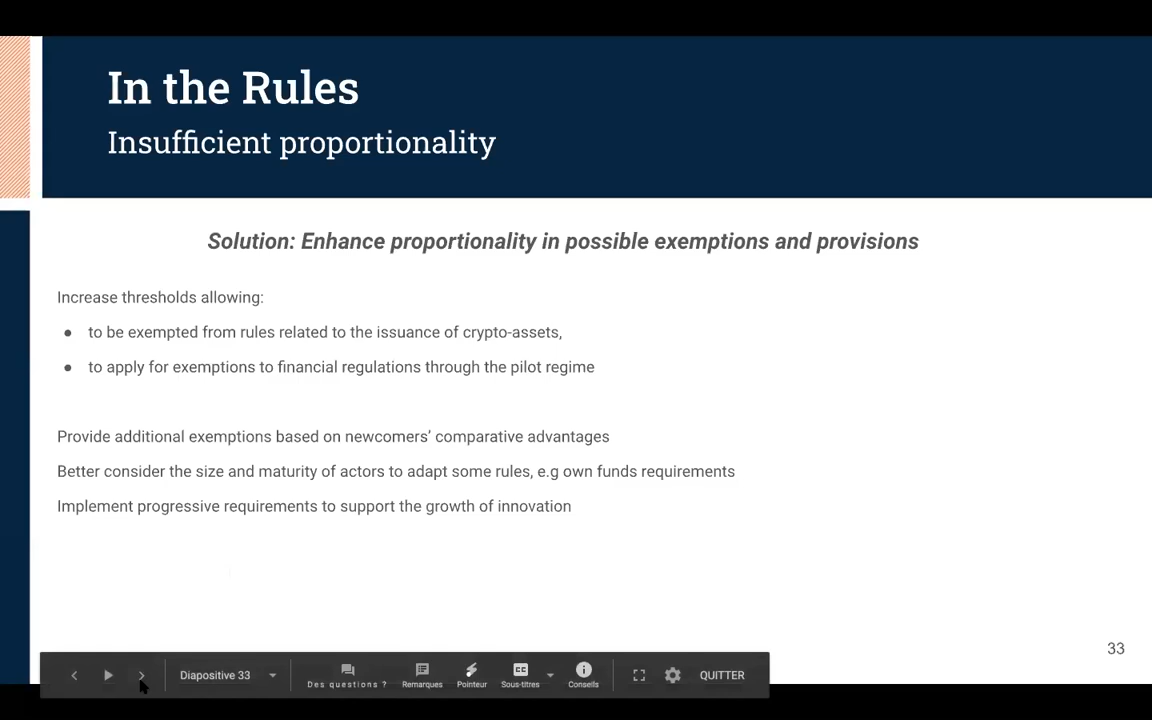 In the Rules
Insufficient proportionality
Solution: Enhance proportionality in possible exemptions and provisions
Increase thresholds allowing:
● to be exempted from rules related to the issuance of crypto-assets,
● to apply for exemptions to financial regulations through the pilot regime
Provide additional exemptions based on newcomers’ comparative advantages
Better consider the size and maturity of actors to adapt some rules, e.g own funds requirements
Implement progressive requirements to support the growth of innovation
33
Diapositive 33
Des questions ?
Remarques
Pointeur
CC
Sous-titres
Conseils
QUITTER